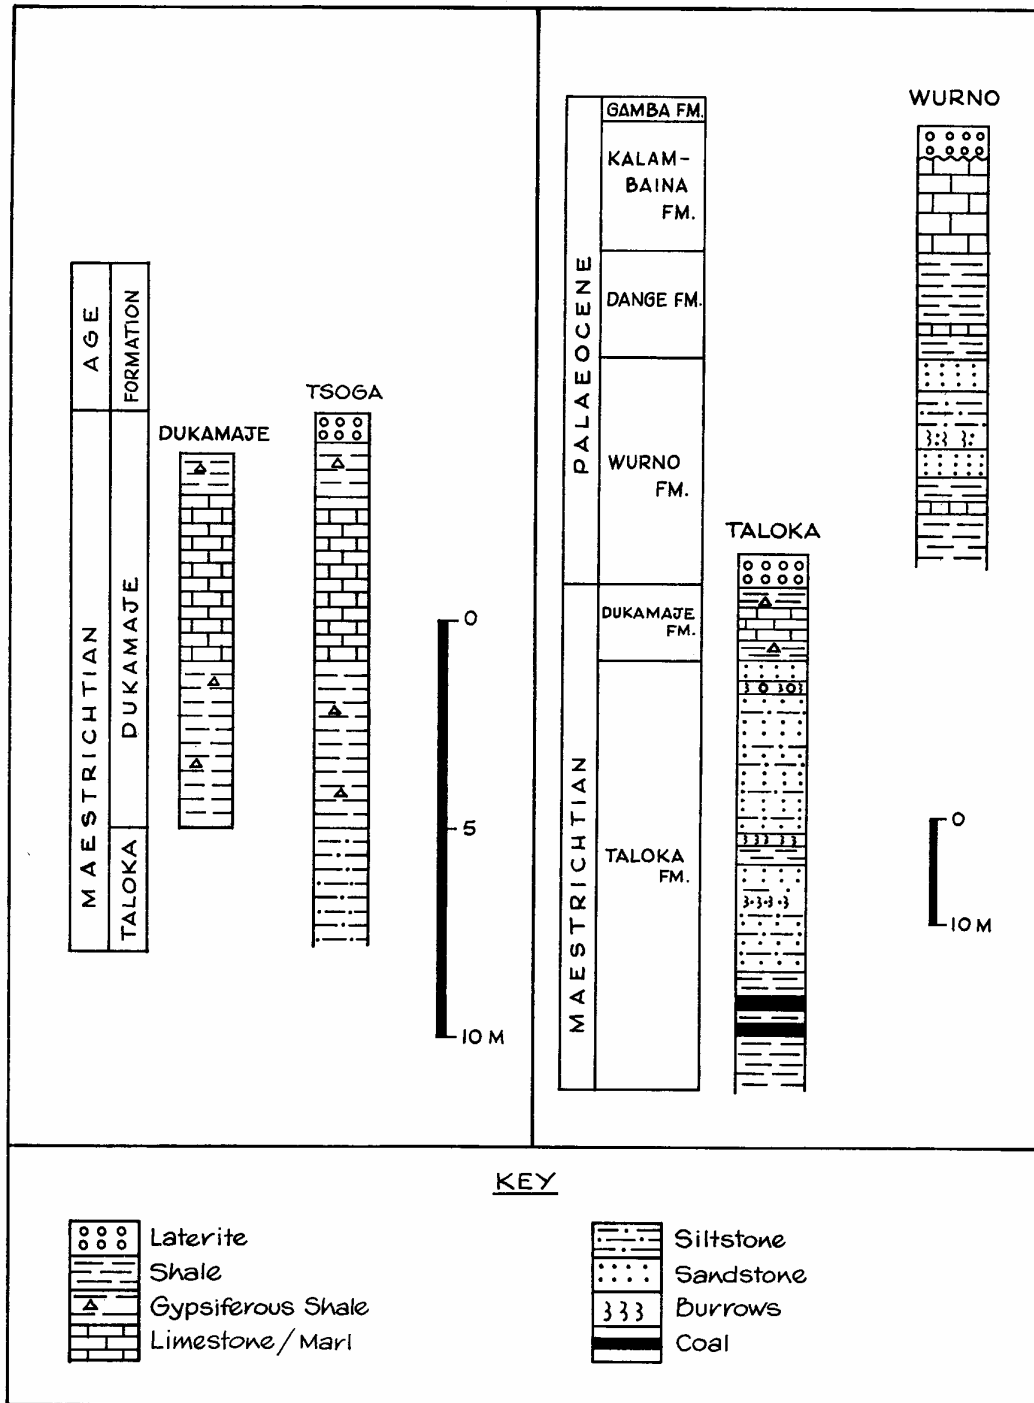 AGE
FORMATION
MAESTRICHTIAN
DUKAMAJE
TALOKA
DUKAMAJE
TSOGA
0
5
10 M
PALAEOCENE
MAESTRICHTIAN
GAMBA FM.
KALAM-
BAINA
FM.
DANGE FM.
WURNO
FM.
DUKAMAJE
FM.
TALOKA
FM.
TALOKA
WURNO
0
10 M
KEY
Laterite
Shale
Gypsiferous Shale
Limestone/Marl
Siltstone
Sandstone
Burrows
Coal